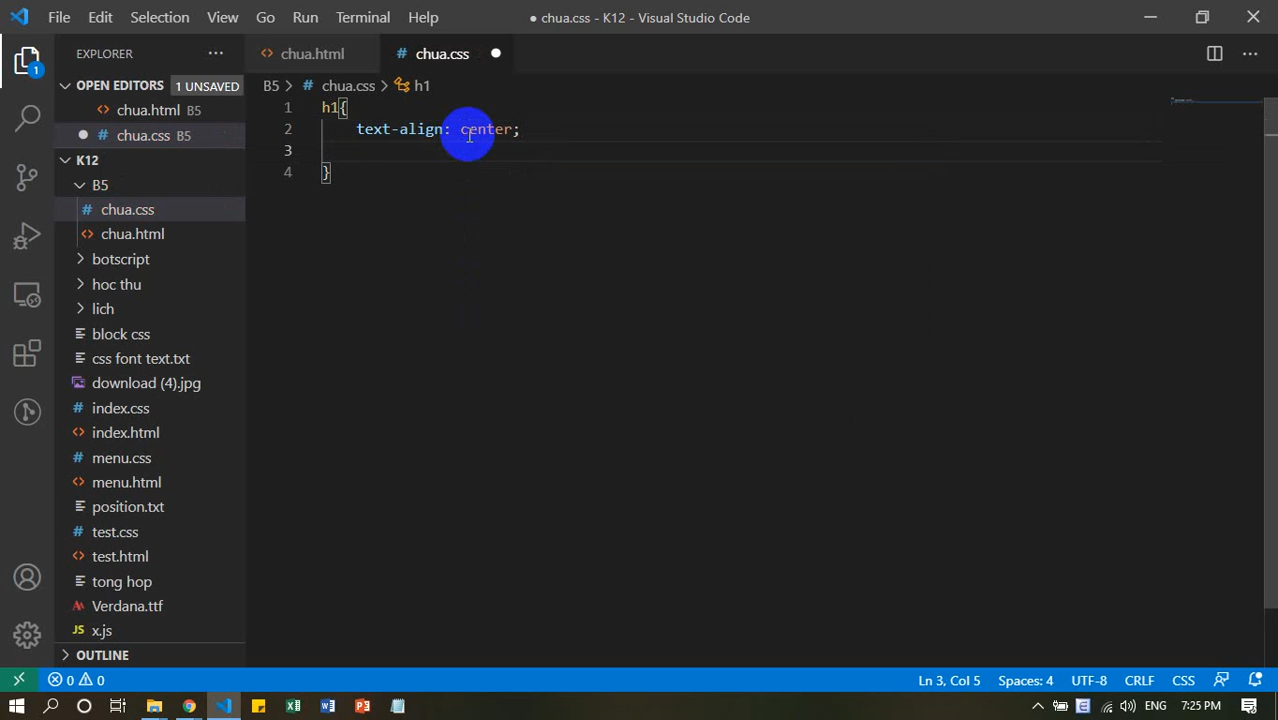 File Edit Selection View Go Run Terminal Help
● chua.css - K12 - Visual Studio Code
EXPLORER
chua.html
# chua.css
OPEN EDITORS 1 UNSAVED
B5 > # chua.css > h1
chua.html B5
# chua.css B5
K12
B5
# chua.css
chua.html
botscript
hoc thu
lich
block css
css font text.txt
download (4).jpg
# index.css
index.html
# menu.css
menu.html
position.txt
# test.css
test.html
tong hop
Verdana.ttf
JS x.js
OUTLINE
1 h1{
2 text-align: center;
3
4 }
1
0 0
Ln 3, Col 5 Spaces: 4 UTF-8 CRLF CSS
ENG 7:25 PM